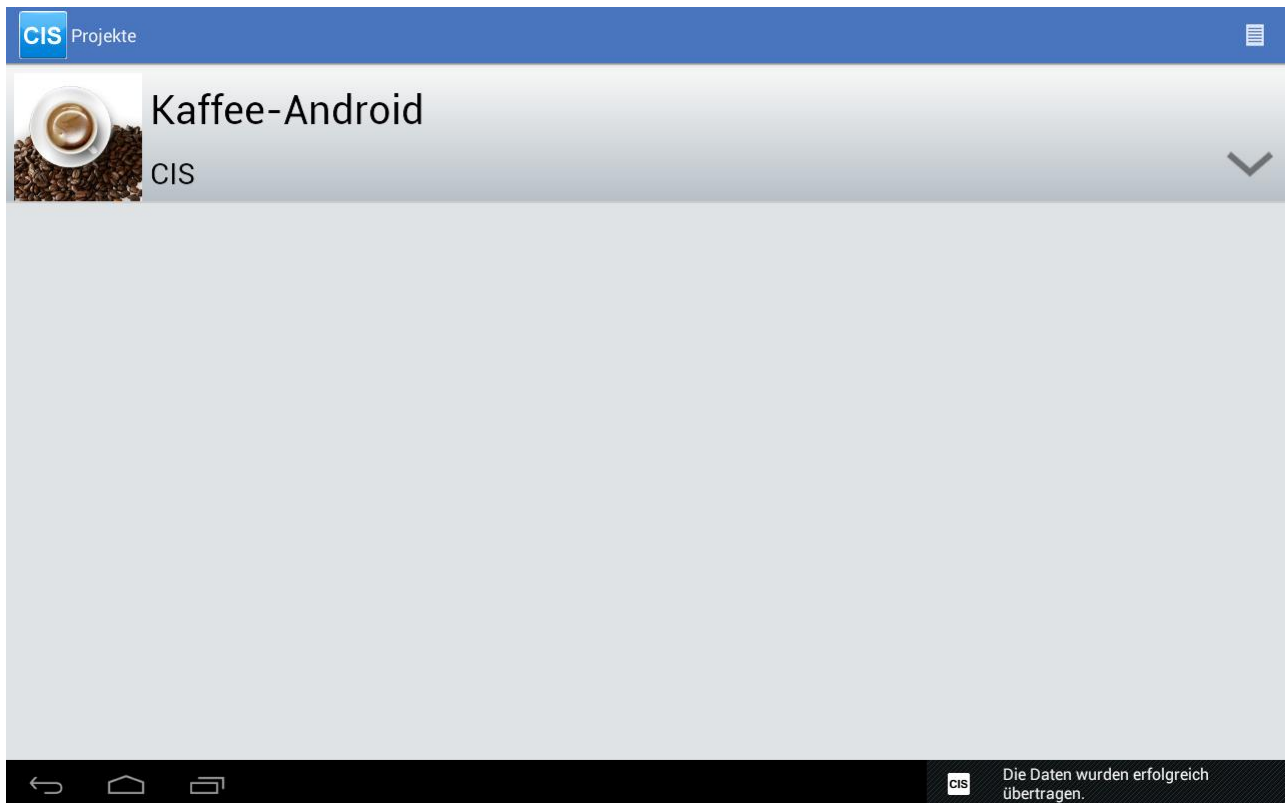 CIS Projekte
Kaffee-Android
CIS
CIS
Die Daten wurden erfolgreich
übertragen.